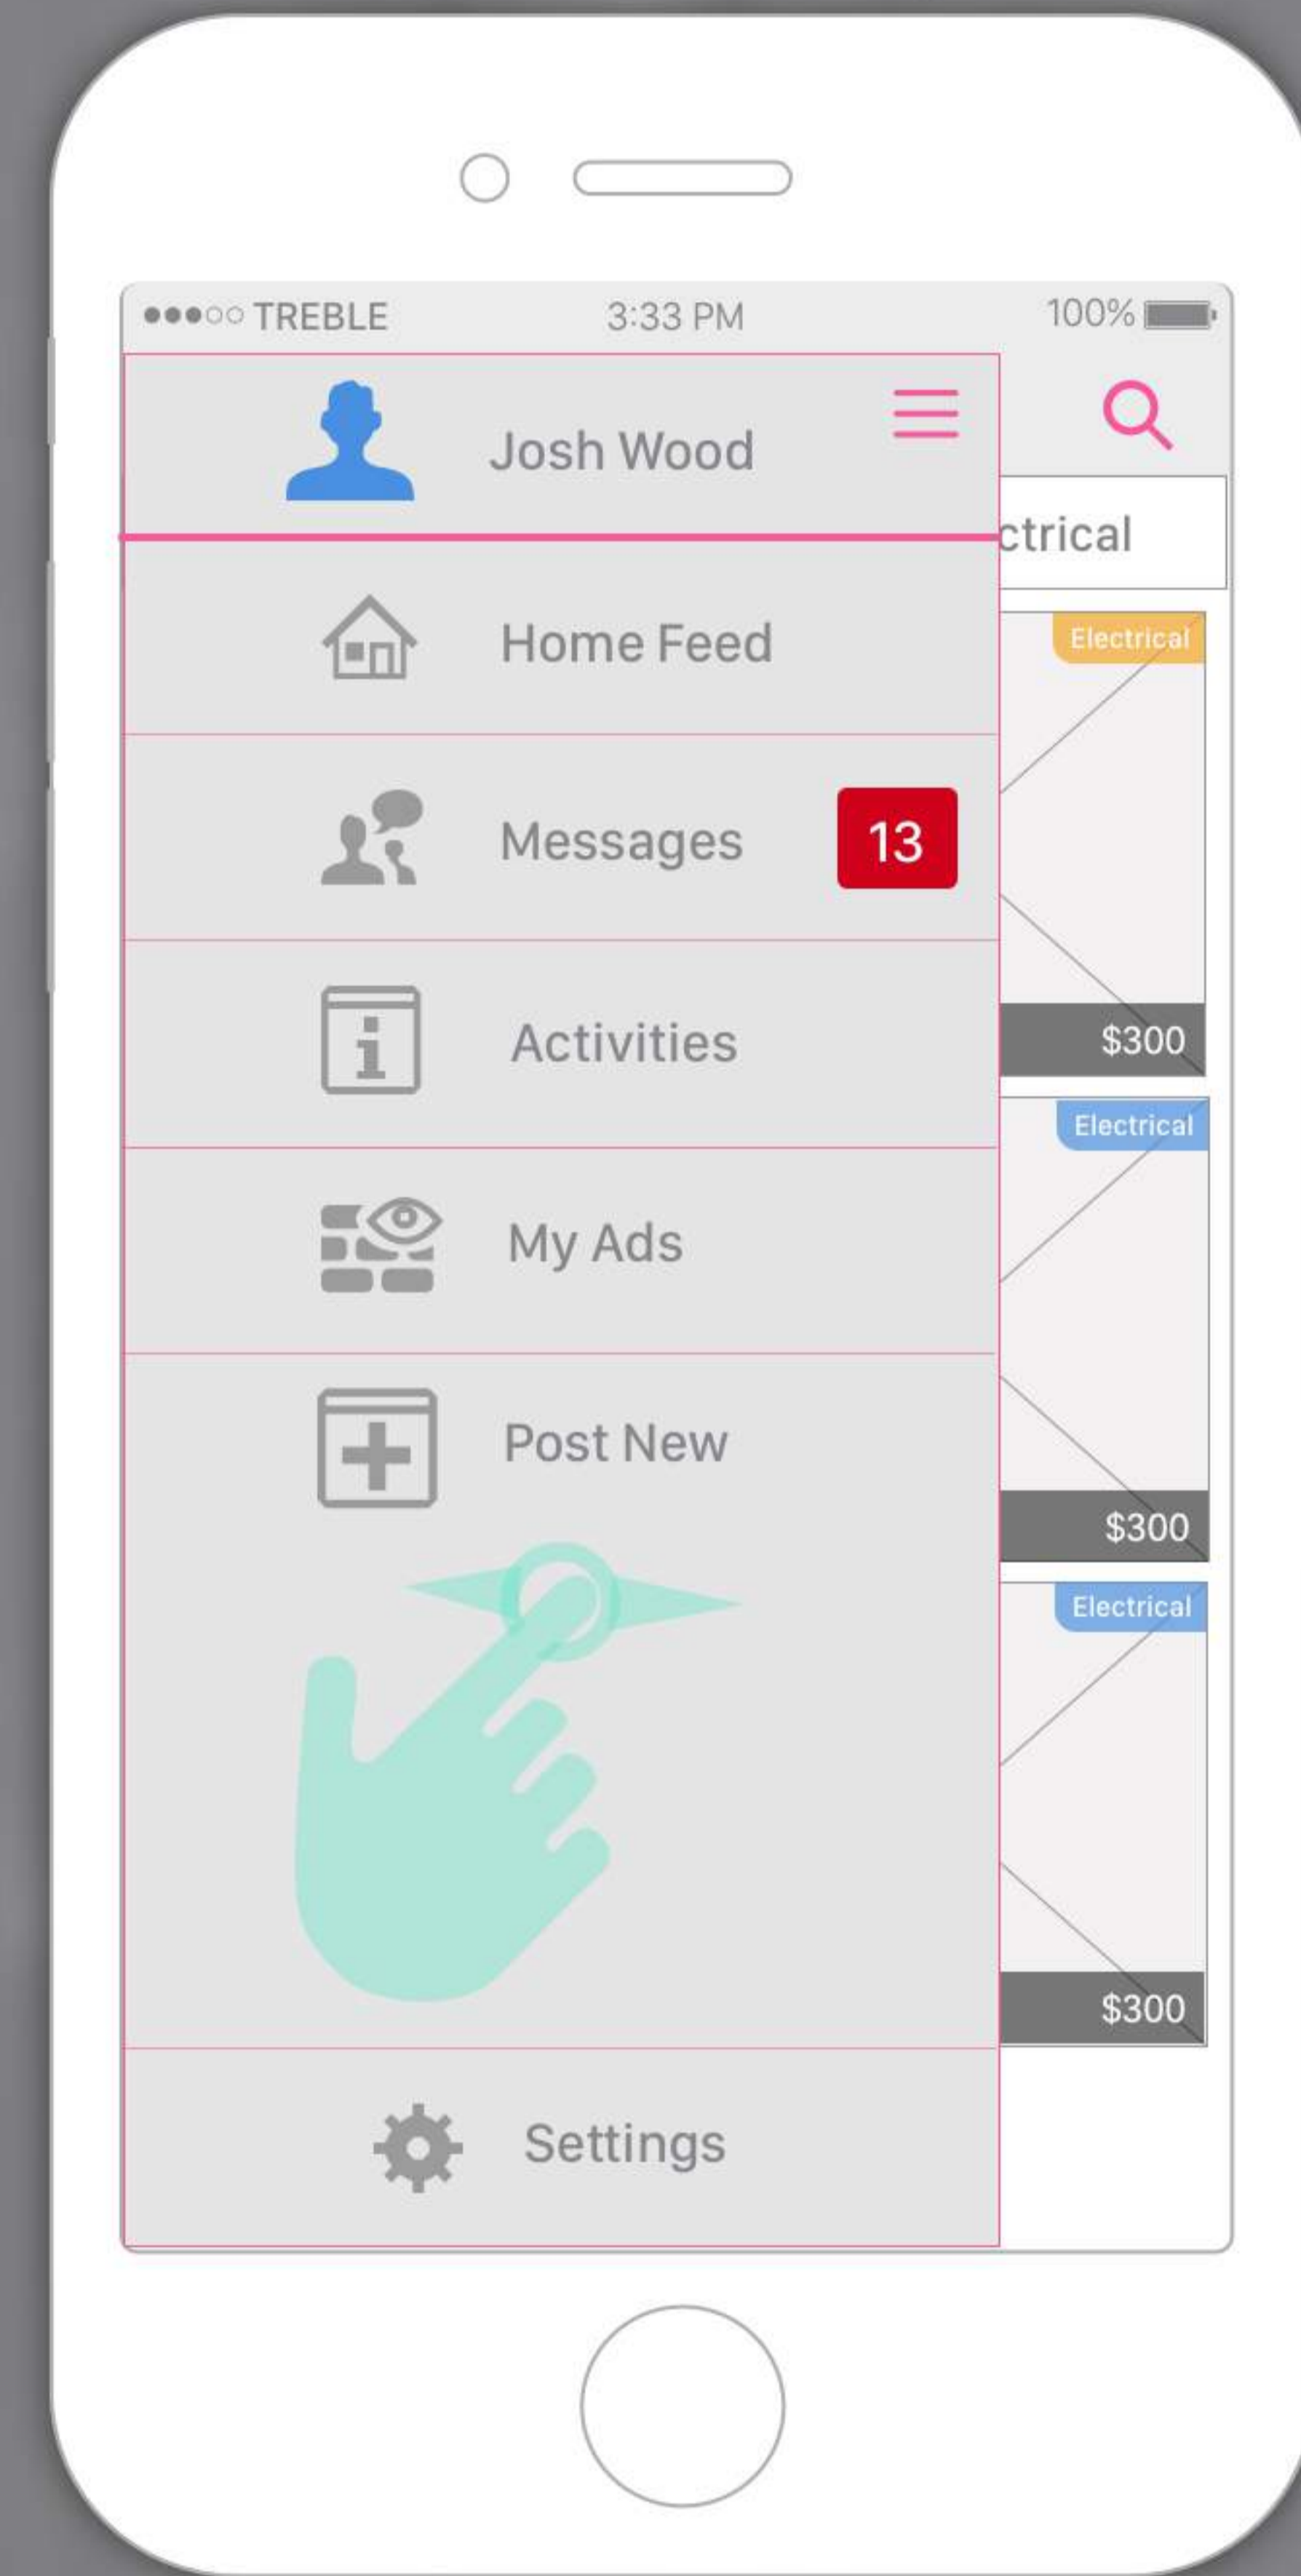 TREBLE 3:33 PM 100%
Josh Wood
ctrical
Home Feed
Electrical
Messages 13
Activities
$300
Electrical
My Ads
Post New
$300
Electrical
$300
Settings